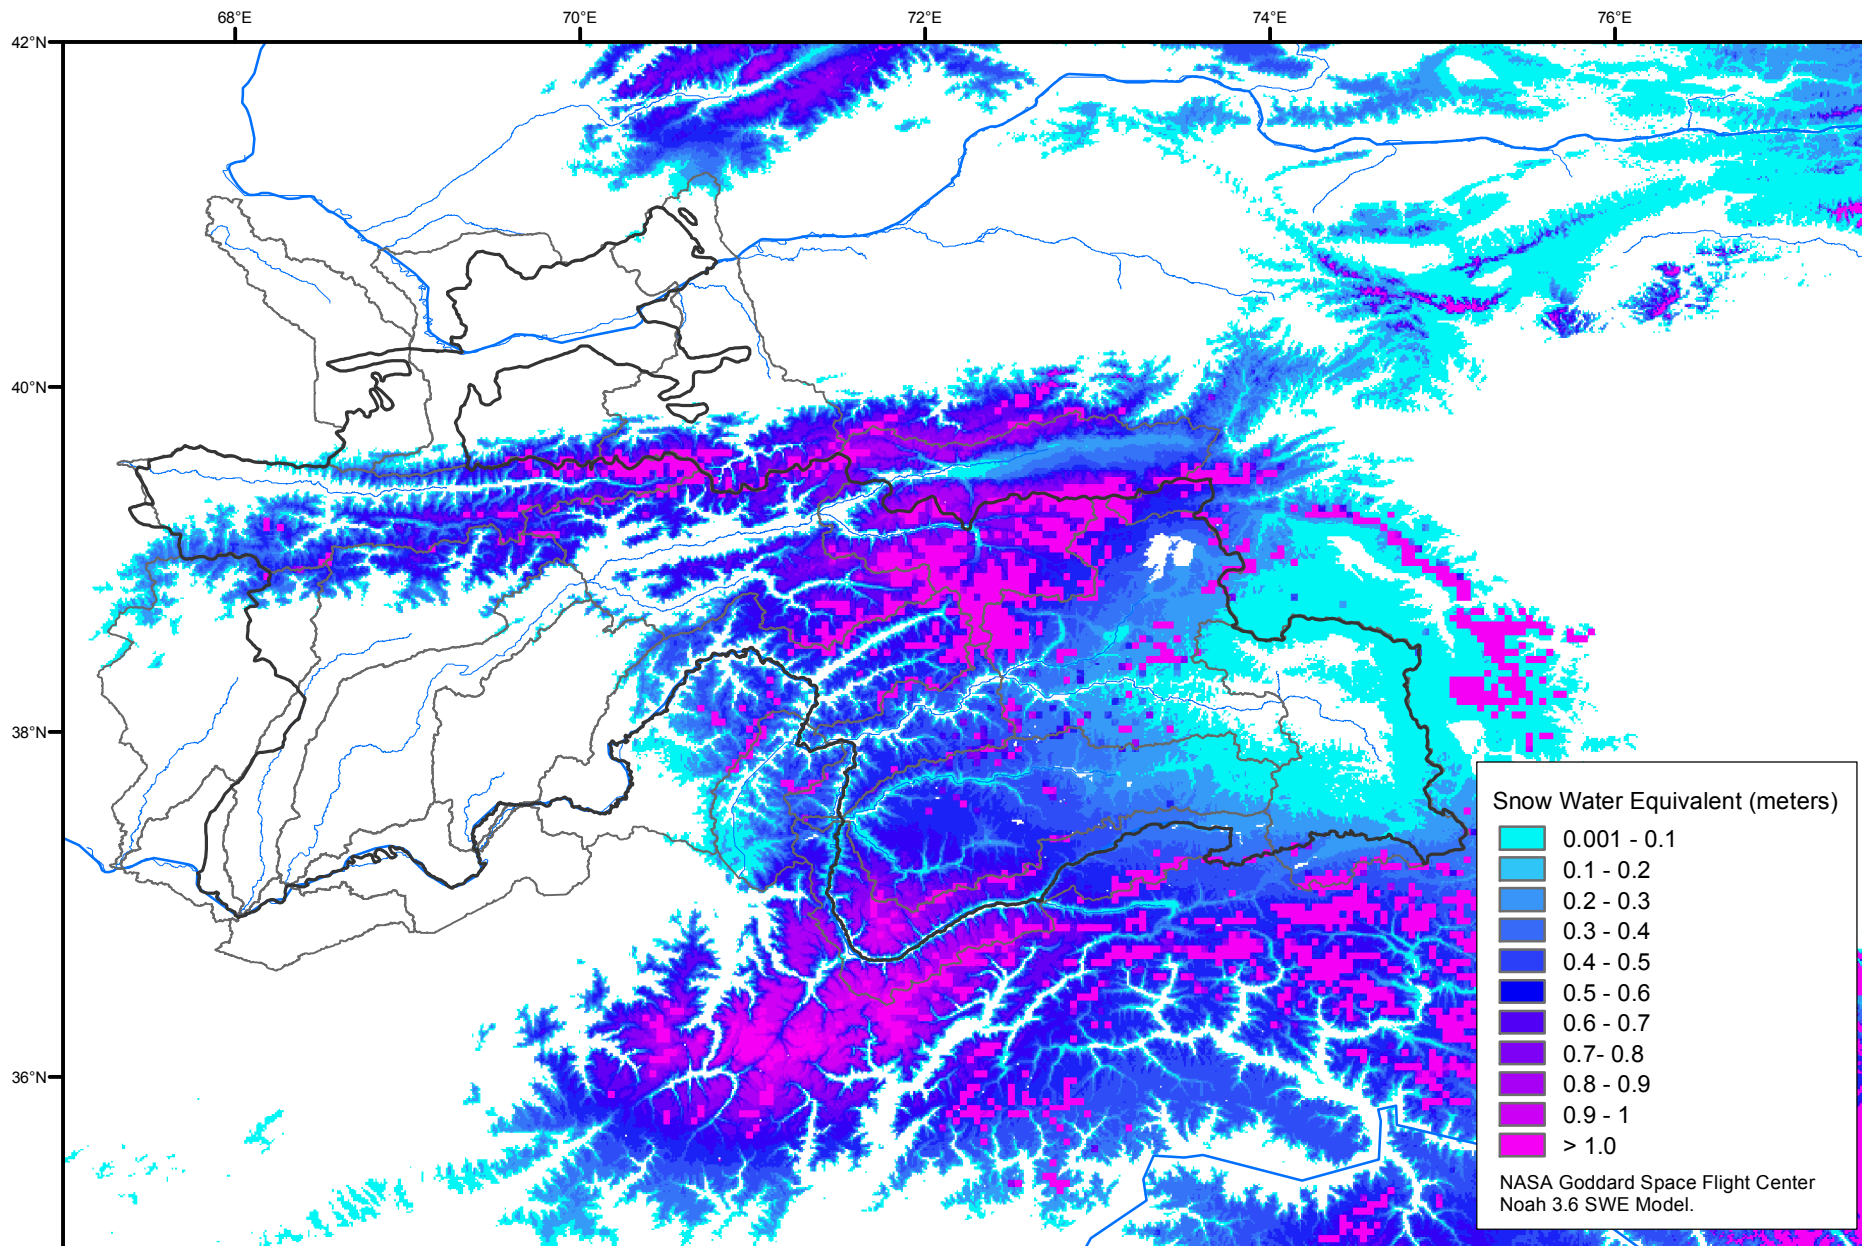 68°E 70°E 72°E 74°E 76°E
42°N
40°N
38°N
36°N
Snow Water Equivalent (meters)
0.001 - 0.1
0.1 - 0.2
0.2 - 0.3
0.3 - 0.4
0.4 - 0.5
0.5 - 0.6
0.6 - 0.7
0.7- 0.8
0.8 - 0.9
0.9 - 1
> 1.0
NASA Goddard Space Flight Center
Noah 3.6 SWE Model.